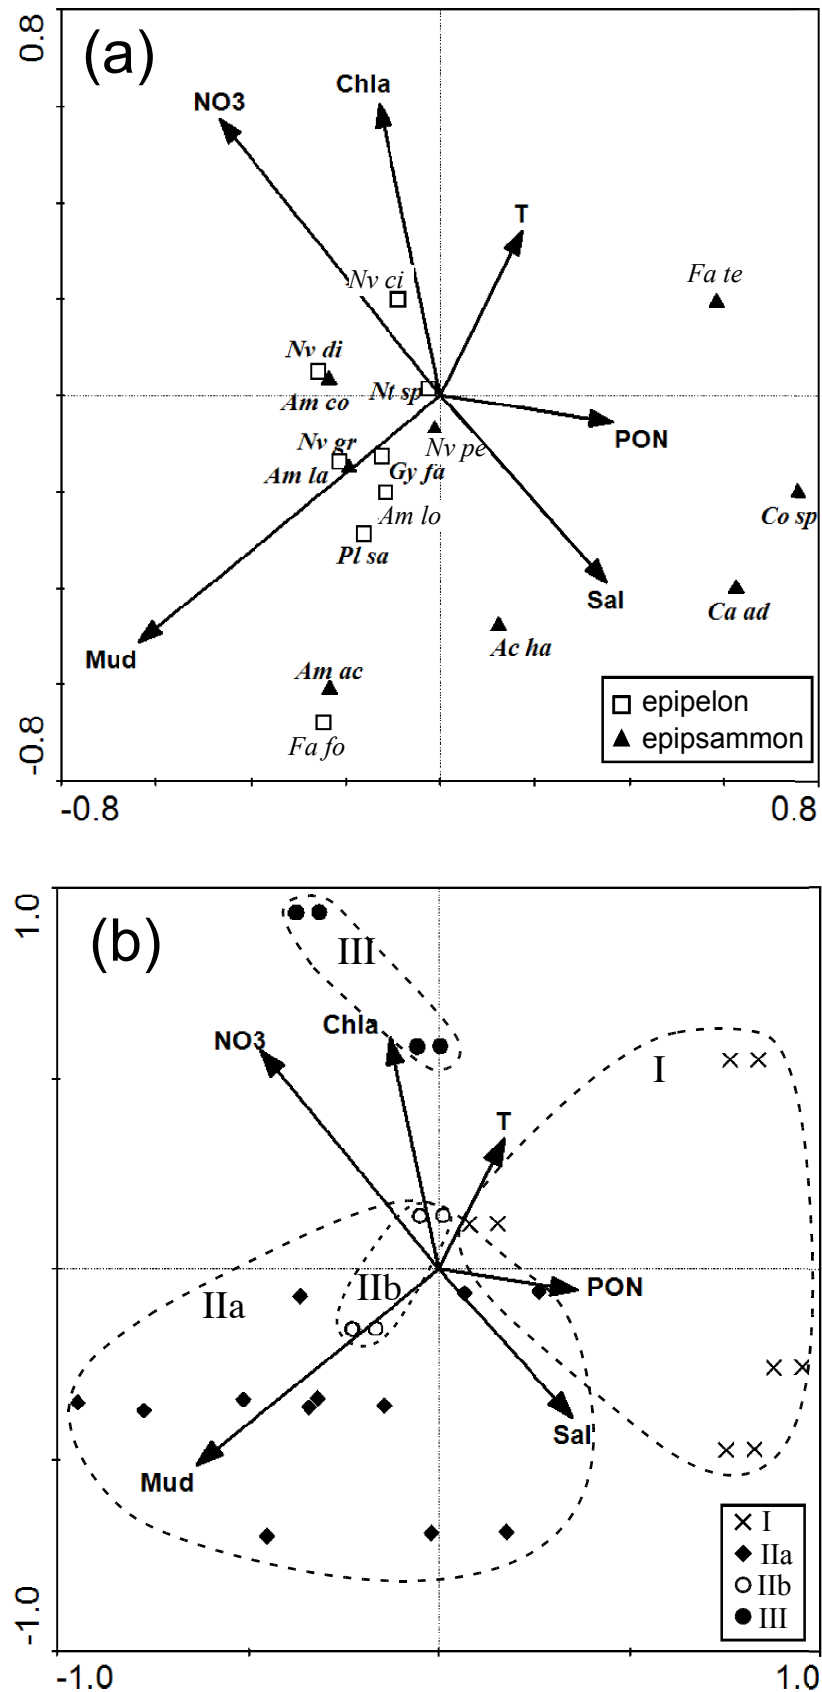 0.8
(a)
Chla
NO3
T
Nv ci
Fa te
Nv di
Nt sp
Am co
PON
Nv gr
Nv pe
Am la
Gy fa
Am lo
Co sp
Pl sa
Sal
Ca ad
Ac ha
Mud
Am ac
epipelon
epipsammon
Fa fo
-0.8
-0.8
0.8
1.0
(b)
III
Chla
NO3
I
T
IIb
PON
IIa
Sal
Mud
I
IIa
IIb
III
-1.0
-1.0
1.0